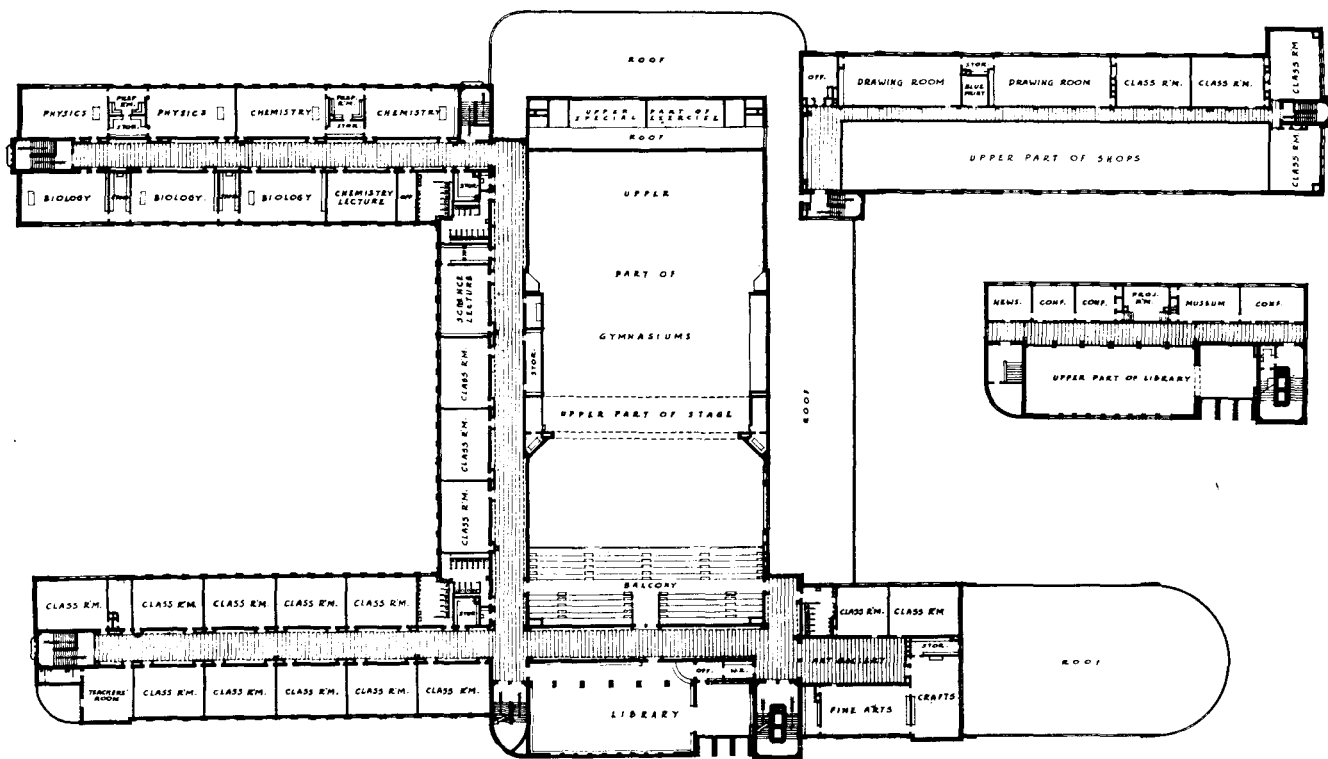 ROOF
PHYSICS
PREP R'M.
STOR.
PHYSICS
CHEMISTRY
PREP R'M.
STOR.
CHEMISTRY
BIOLOGY
STOR.
BIOLOGY.
BIOLOGY
CHEMISTRY LECTURE
OFF
STOR.
UPPER PART OF
SPECIAL EXERCISE
ROOF
UPPER
PART OF
GYMNASIUMS
STOR.
UPPER PART OF STAGE
BALCONY
SCIENCE LECTURE
CLASS R'M.
CLASS R'M.
CLASS R'M.
ROOF
OFF.
DRAWING ROOM
STOR.
BLUE PRINT
DRAWING ROOM
CLASS R'M.
CLASS R'M.
CLASS R'M
UPPER PART OF SHOPS
CLASS R'M.
NEWS.
CONF.
CONF.
PROJ. R'M.
MUSEUM
CONF.
UPPER PART OF LIBRARY
CLASS R'M.
CLASS R'M.
CLASS R'M
CLASS R'M.
CLASS R'M.
STOR.
TEACHERS' ROOM
CLASS R'M.
CLASS R'M.
CLASS R'M.
CLASS R'M.
CLASS R'M.
OFF.
W.R.
LIBRARY
CLASS R'M.
CLASS R'M
ART GALLERY
STOR.
FINE ARTS
CRAFTS
ROOF